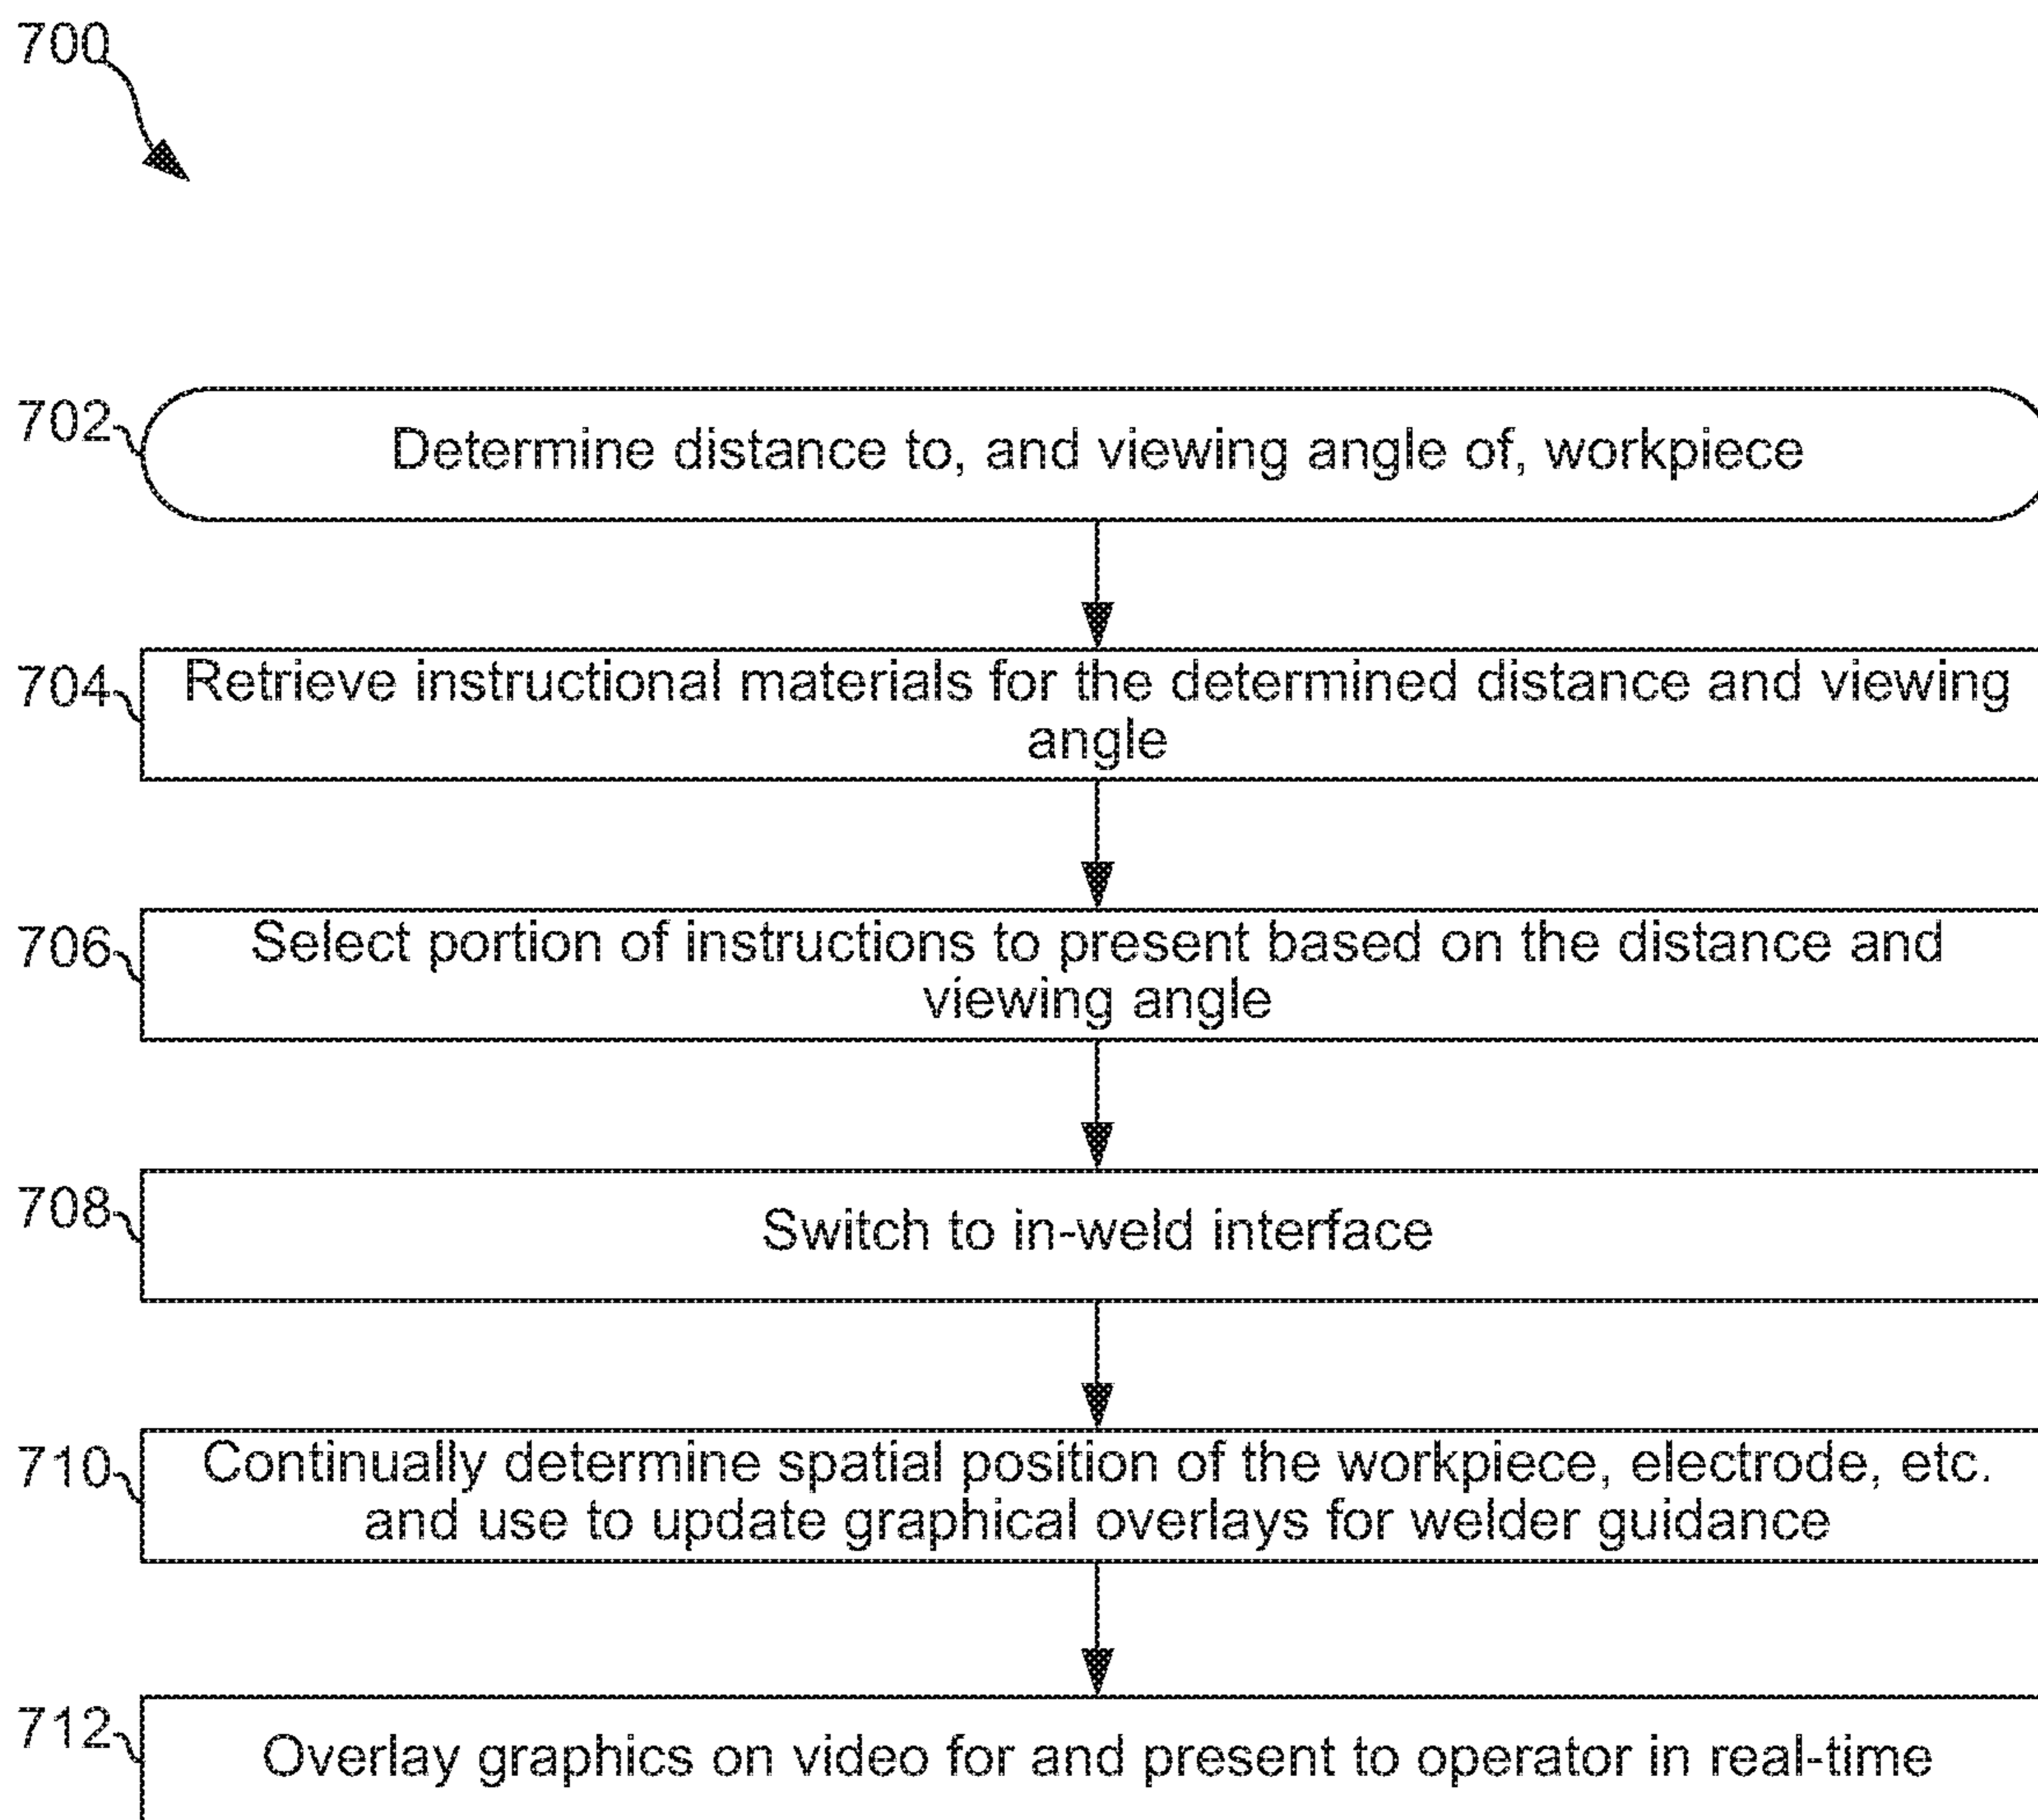 700
702
Determine distance to, and viewing angle of, workpiece
704
Retrieve instructional materials for the determined distance and viewing
angle
706
Select portion of instructions to present based on the distance and
viewing angle
708
Switch to in-weld interface
710
Continually determine spatial position of the workpiece, electrode, etc.
and use to update graphical overlays for welder guidance
712
Overlay graphics on video for and present to operator in real-time